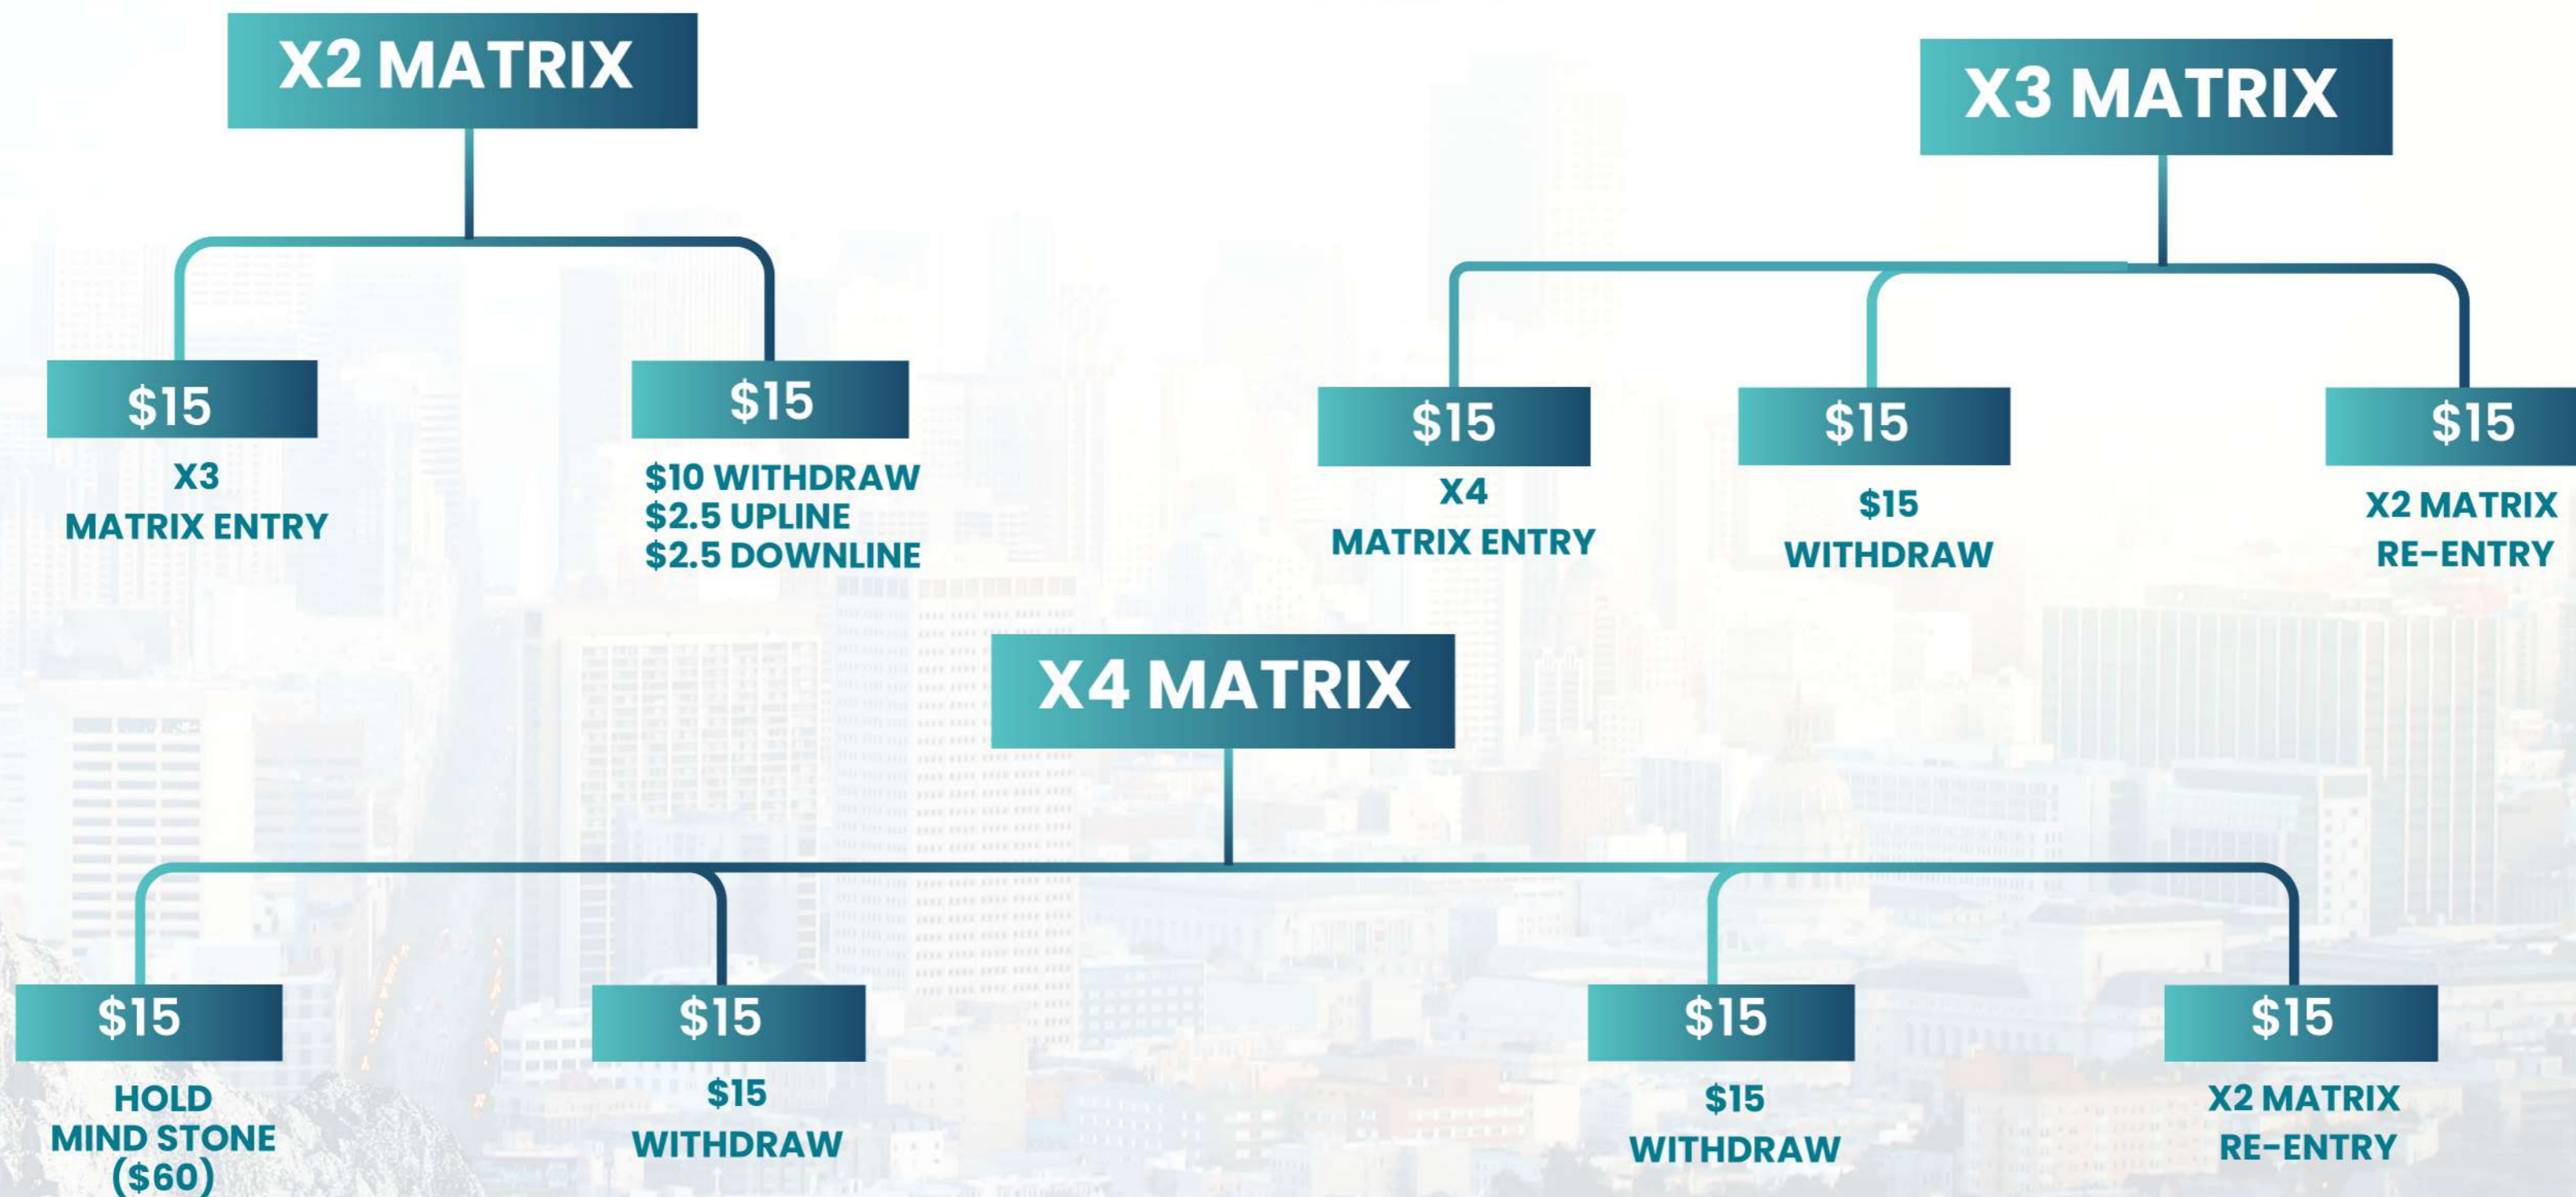 X2 MATRIX
$15
X3
MATRIX ENTRY
$15
$10 WITHDRAW
$2.5 UPLINE
$2.5 DOWNLINE
X3 MATRIX
$15
X4
MATRIX ENTRY
$15
$15
WITHDRAW
$15
X2 MATRIX
RE-ENTRY
X4 MATRIX
$15
HOLD
MIND STONE
($60)
$15
$15
WITHDRAW
$15
$15
WITHDRAW
$15
X2 MATRIX
RE-ENTRY